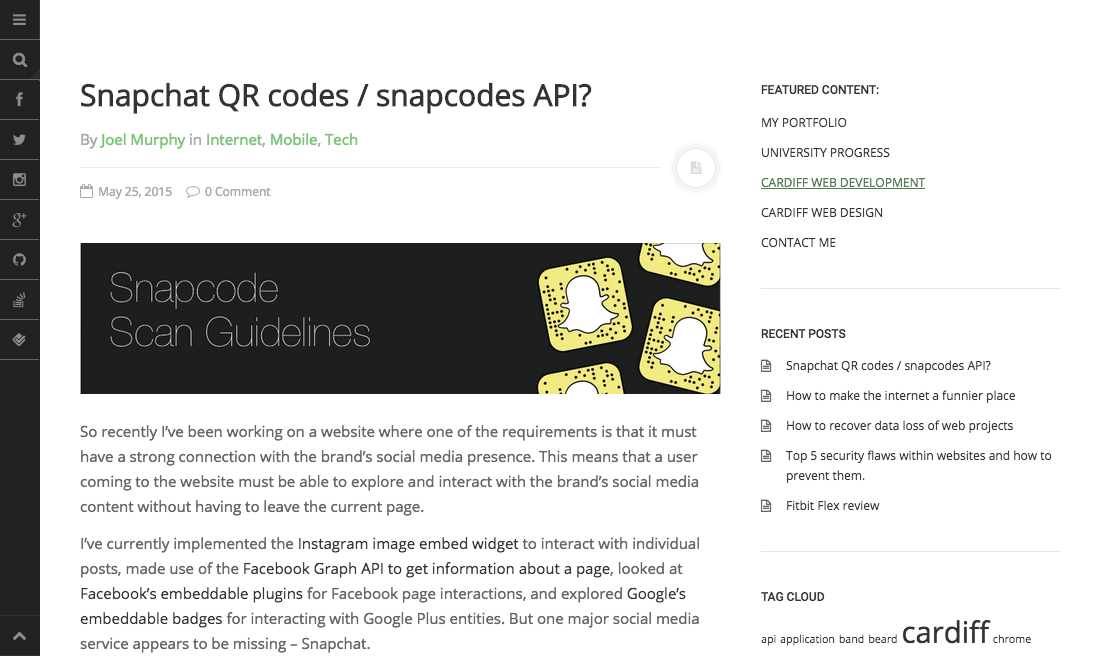 Snapchat QR codes / snapcodes API?
By Joel Murphy in Internet, Mobile, Tech
May 25, 2015 0 Comment
Snapcode
Scan Guidelines
So recently I've been working on a website where one of the requirements is that it must
have a strong connection with the brand's social media presence. This means that a user
coming to the website must be able to explore and interact with the brand's social media
content without having to leave the current page.
I've currently implemented the Instagram image embed widget to interact with individual
posts, made use of the Facebook Graph API to get information about a page, looked at
Facebook's embeddable plugins for Facebook page interactions, and explored Google's
embeddable badges for interacting with Google Plus entities. But one major social media
service appears to be missing – Snapchat.
FEATURED CONTENT:
MY PORTFOLIO
UNIVERSITY PROGRESS
CARDIFF WEB DEVELOPMENT
CARDIFF WEB DESIGN
CONTACT ME
RECENT POSTS
Snapchat QR codes / snapcodes API?
How to make the internet a funnier place
How to recover data loss of web projects
Top 5 security flaws within websites and how to
prevent them.
Fitbit Flex review
TAG CLOUD
api application band beard cardiff chrome